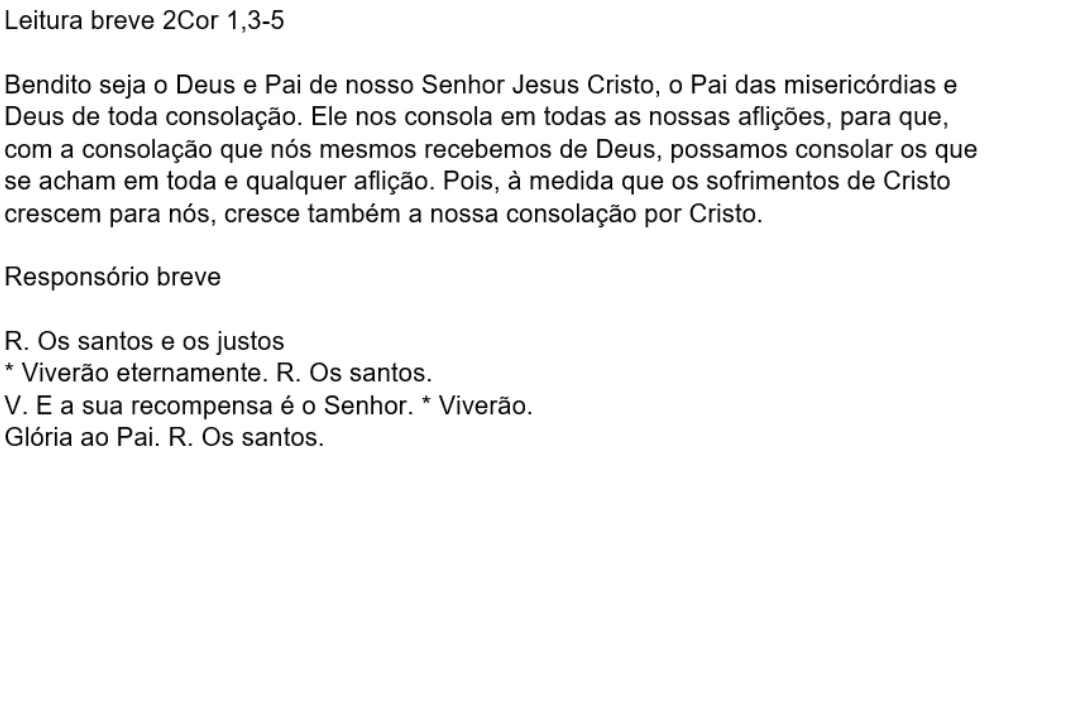 Leitura breve 2Cor 1,3-5
Bendito seja o Deus e Pai de nosso Senhor Jesus Cristo, o Pai das misericórdias e
Deus de toda consolação. Ele nos consola em todas as nossas aflições, para que,
com a consolação que nós mesmos recebemos de Deus, possamos consolar os que
se acham em toda e qualquer aflição. Pois, à medida que os sofrimentos de Cristo
crescem para nós, cresce também a nossa consolação por Cristo.
Responsório breve
R. Os santos e os justos
* Viverão eternamente. R. Os santos.
V. E a sua recompensa é o Senhor. * Viverão.
Glória ao Pai. R. Os santos.